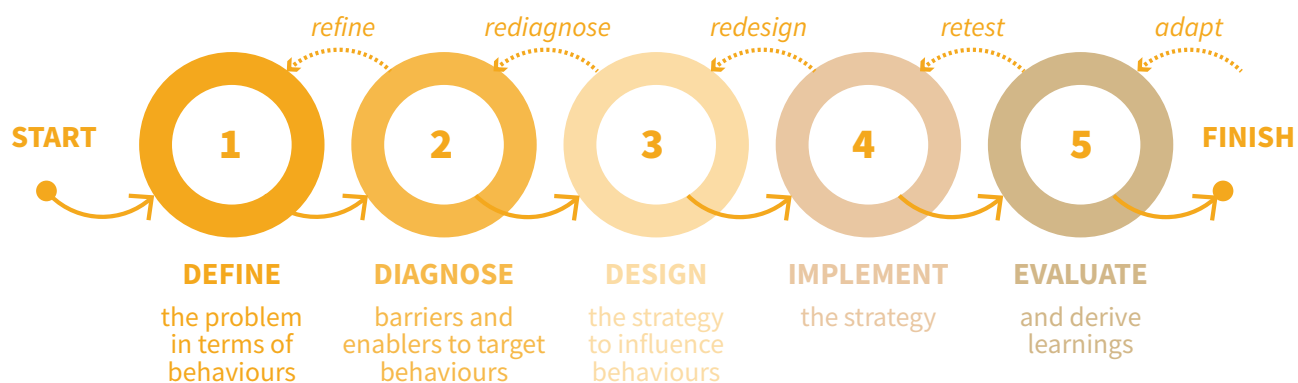 refine
rediagnose
redesign
retest
adapt
START
1
2
3
4
5
FINISH
DEFINE
the problem
in terms of
behaviours
DIAGNOSE
barriers and
enablers to target
behaviours
DESIGN
the strategy
to influence
behaviours
IMPLEMENT
the strategy
EVALUATE
and derive
learnings